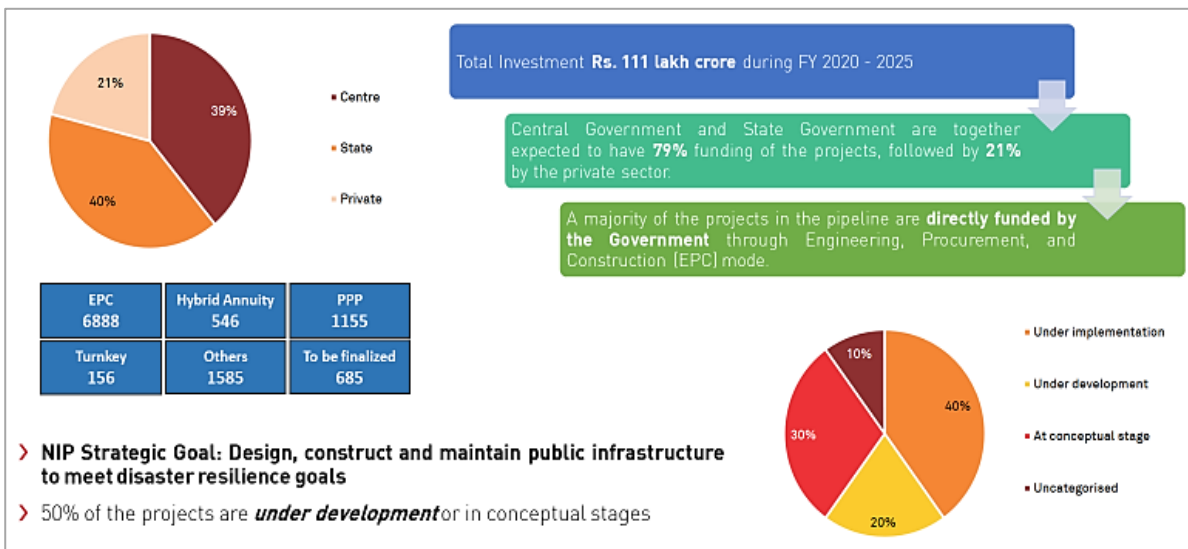 21%
39%
40%
Centre
State
Private
Total Investment Rs. 111 lakh crore during FY 2020 - 2025
Central Government and State Government are together
expected to have 79% funding of the projects, followed by 21%
by the private sector.
A majority of the projects in the pipeline are directly funded by
the Government through Engineering, Procurement, and
Construction (EPC) mode.
EPC
6888
Hybrid Annuity
546
PPP
1155
Turnkey
156
Others
1585
To be finalized
685
10%
40%
30%
20%
Under implementation
Under development
At conceptual stage
Uncategorised
NIP Strategic Goal: Design, construct and maintain public infrastructure
to meet disaster resilience goals
50% of the projects are under development or in conceptual stages